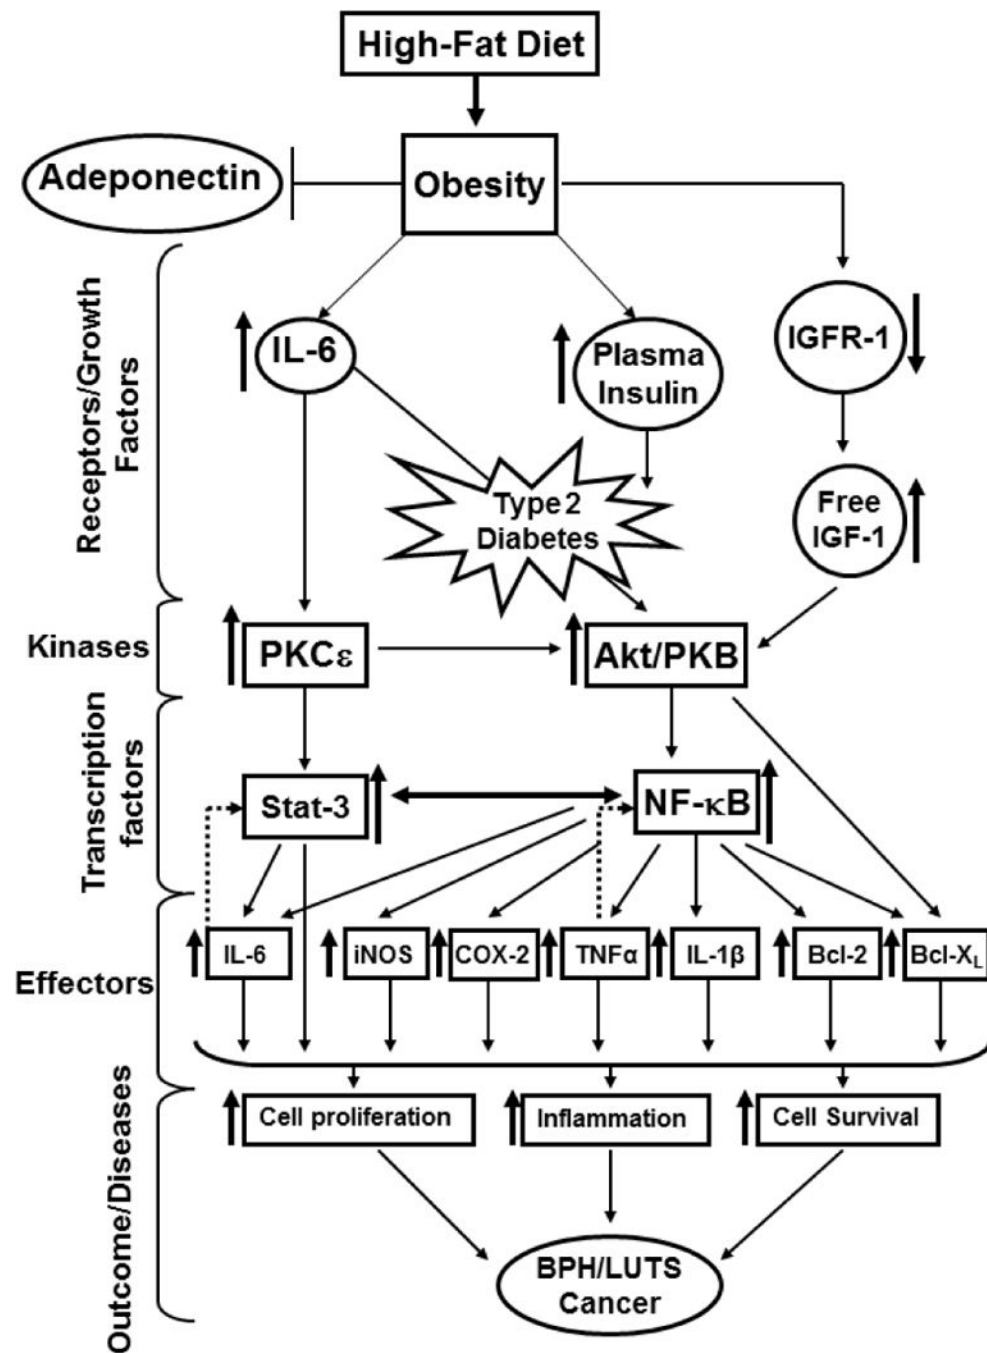 High-Fat Diet
Adeponectin
Obesity
Receptors/Growth
Factors
IL-6
Plasma
Insulin
IGFR-1
Type 2
Diabetes
Free
IGF-1
Kinases
PKCε
Akt/PKB
Transcription
factors
Stat-3
NF-κB
Effectors
IL-6
iNOS
COX-2
TNFα
IL-1β
Bcl-2
Bcl-XL
Outcome/Diseases
Cell proliferation
Inflammation
Cell Survival
BPH/LUTS
Cancer